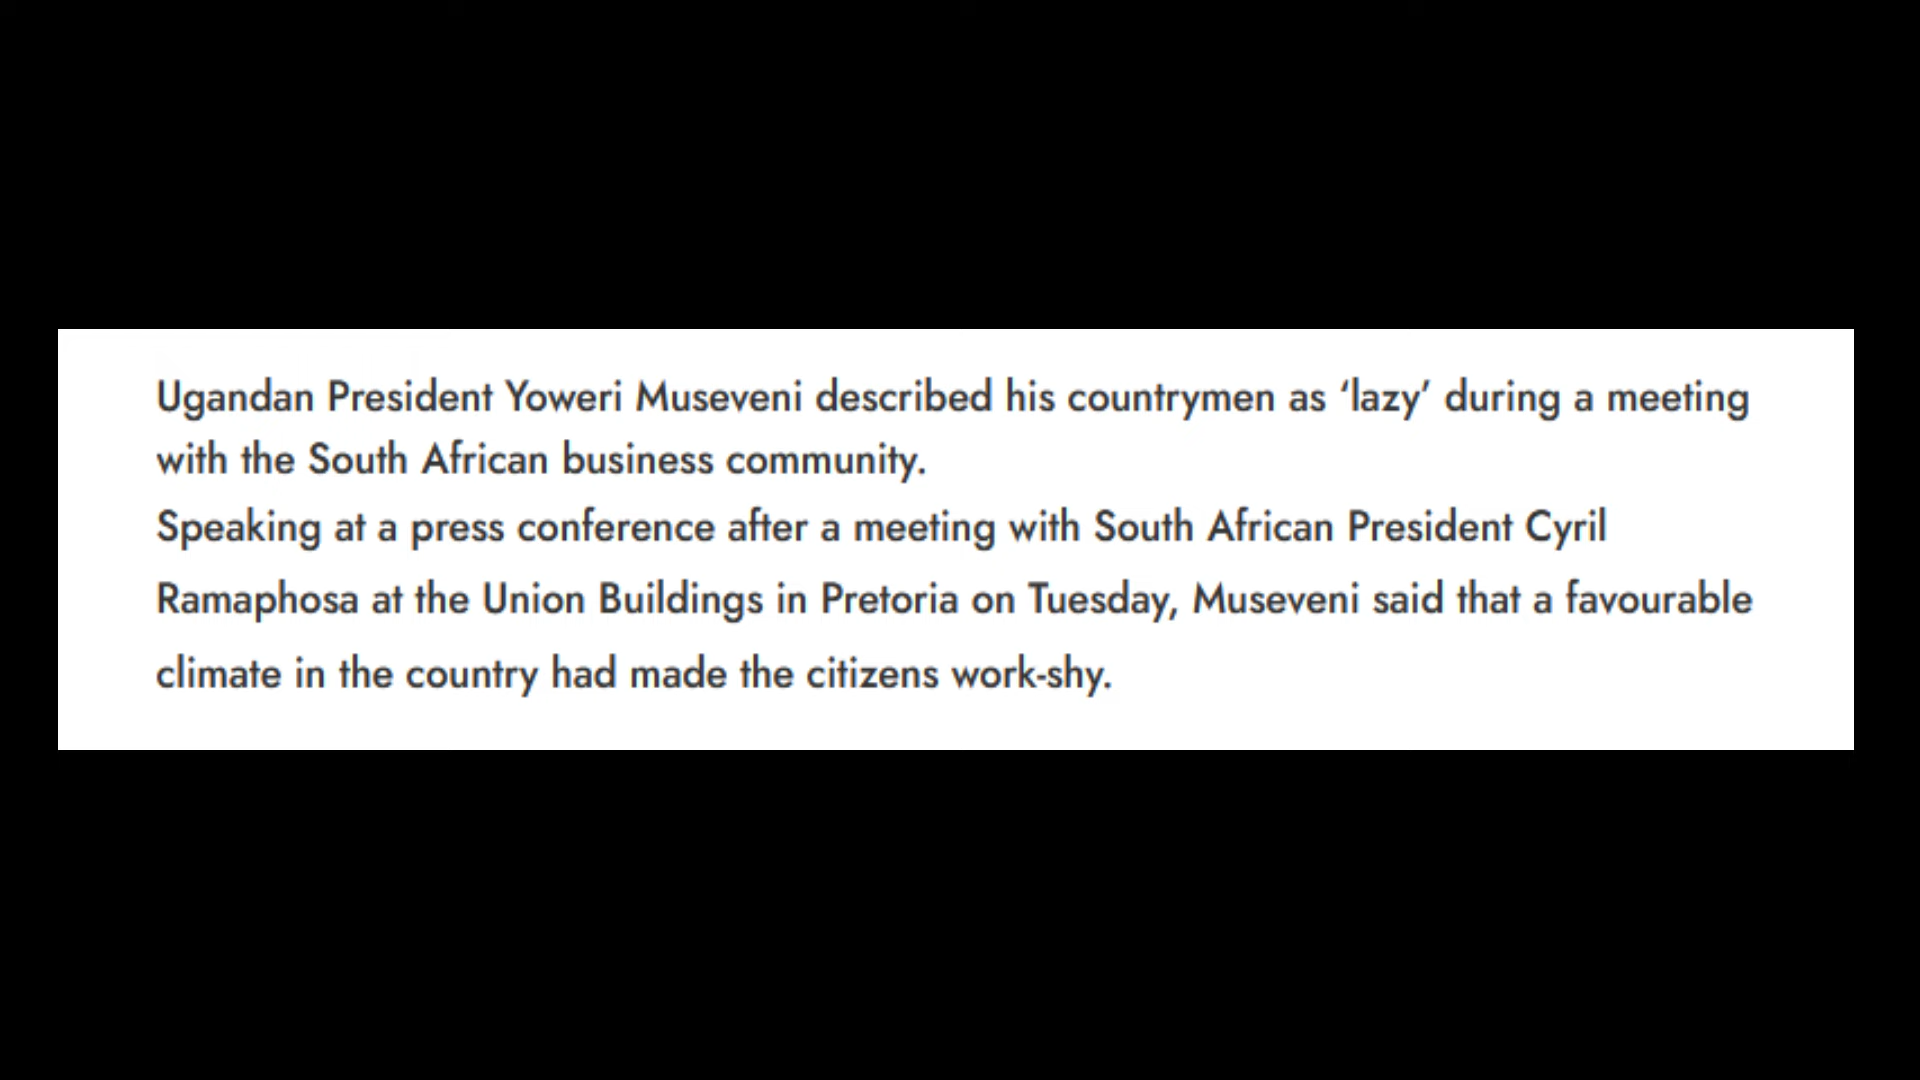 Ugandan President Yoweri Museveni described his countrymen as ‘lazy’ during a meeting
with the South African business community.
Speaking at a press conference after a meeting with South African President Cyril
Ramaphosa at the Union Buildings in Pretoria on Tuesday, Museveni said that a favourable
climate in the country had made the citizens work-shy.